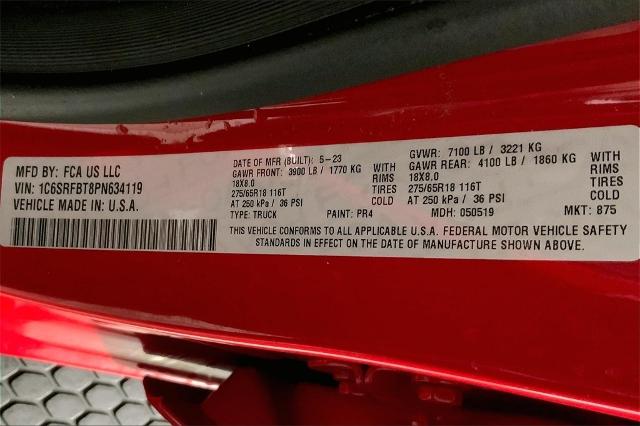 MFD BY: FCA US LLC
VIN: 1C6SRFBT8PN634119
VEHICLE MADE IN: U.S.A.
DATE OF MFR (BUILT): 5-23
GAWR FRONT: 3900 LB / 1770 KG WITH
18X8.0 RIMS
275/65R18 116T TIRES
AT 250 kPa / 36 PSI COLD
TYPE: TRUCK PAINT: PR4
GVWR: 7100 LB / 3221 KG
GAWR REAR: 4100 LB / 1860 KG WITH
18X8.0 RIMS
275/65R18 116T TIRES
AT 250 kPa / 36 PSI COLD
MDH: 050519 MKT: 875
THIS VEHICLE CONFORMS TO ALL APPLICABLE U.S.A. FEDERAL MOTOR VEHICLE SAFETY
STANDARDS IN EFFECT ON THE DATE OF MANUFACTURE SHOWN ABOVE.